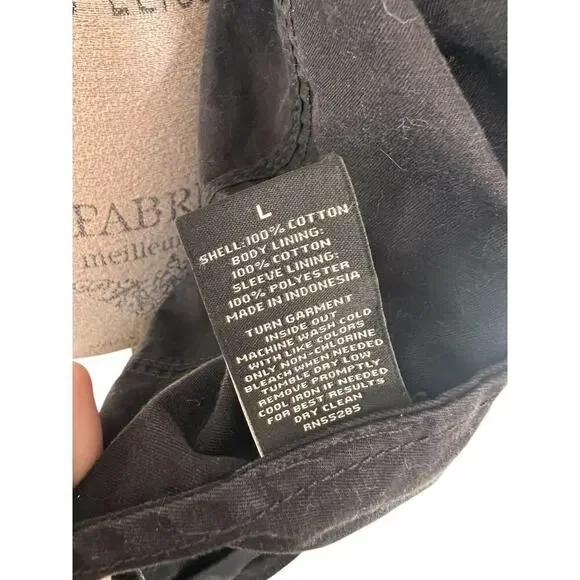 FABRI
meilleu
L
SHELL:100% COTTON
BODY LINING:
100% COTTON
SLEEVE LINING:
100% POLYESTER
MADE IN INDONESIA
TURN GARMENT
INSIDE OUT
MACHINE WASH COLD
WITH LIKE COLORS
ONLY NON-CHLORINE
BLEACH WHEN NEEDED
TUMBLE DRY LOW
REMOVE PROMPTLY
COOL IRON IF NEEDED
FOR BEST RESULTS
DRY CLEAN
RN55285